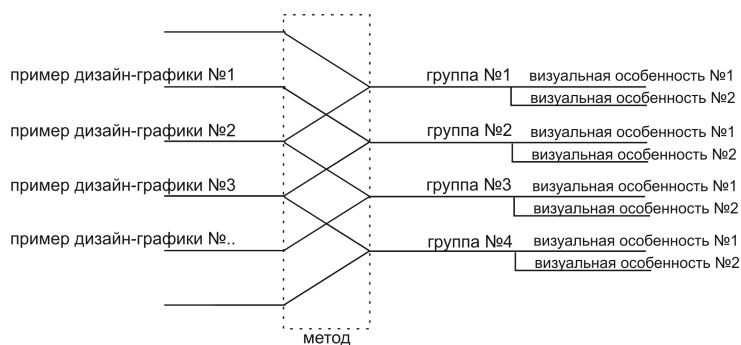 пример дизайн-графики №1
группа №1
визуальная особенность №1
визуальная особенность №2
пример дизайн-графики №2
группа №2
визуальная особенность №1
визуальная особенность №2
пример дизайн-графики №3
группа №3
визуальная особенность №1
визуальная особенность №2
пример дизайн-графики №..
группа №4
визуальная особенность №1
визуальная особенность №2
метод